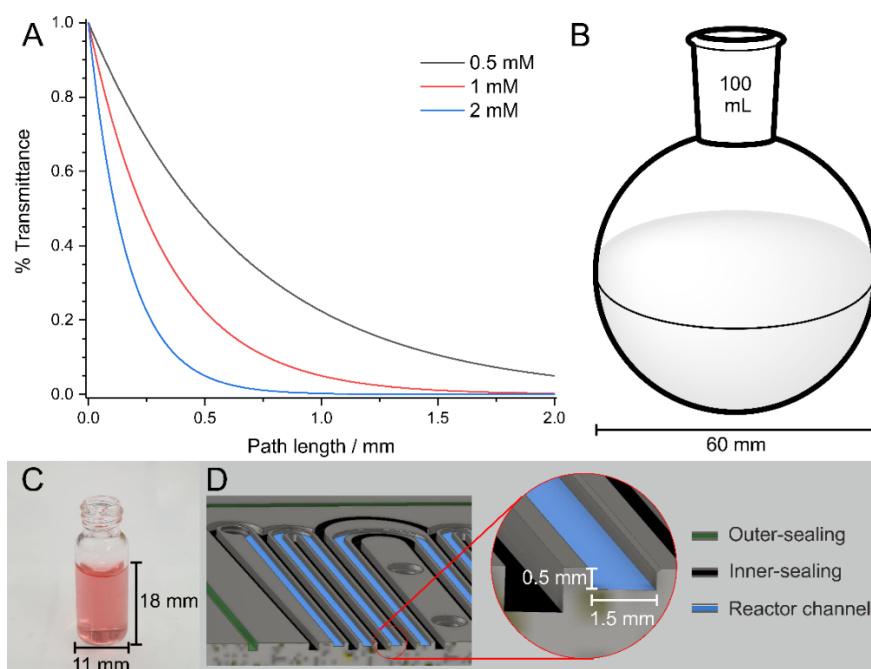 A
0.5 mM
1 mM
2 mM
% Transmittance
1.0
0.8
0.6
0.4
0.2
0.0
0.0
0.5
1.0
1.5
2.0
Path length / mm
B
100
mL
60 mm
C
18 mm
11 mm
D
0.5 mm
1.5 mm
Outer-sealing
Inner-sealing
Reactor channel